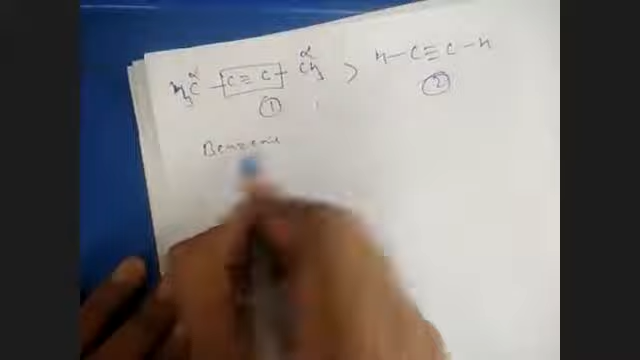 α α
H₃C — C ≡ C — CH₃ > H — C ≡ C — H
① ②
Benzene